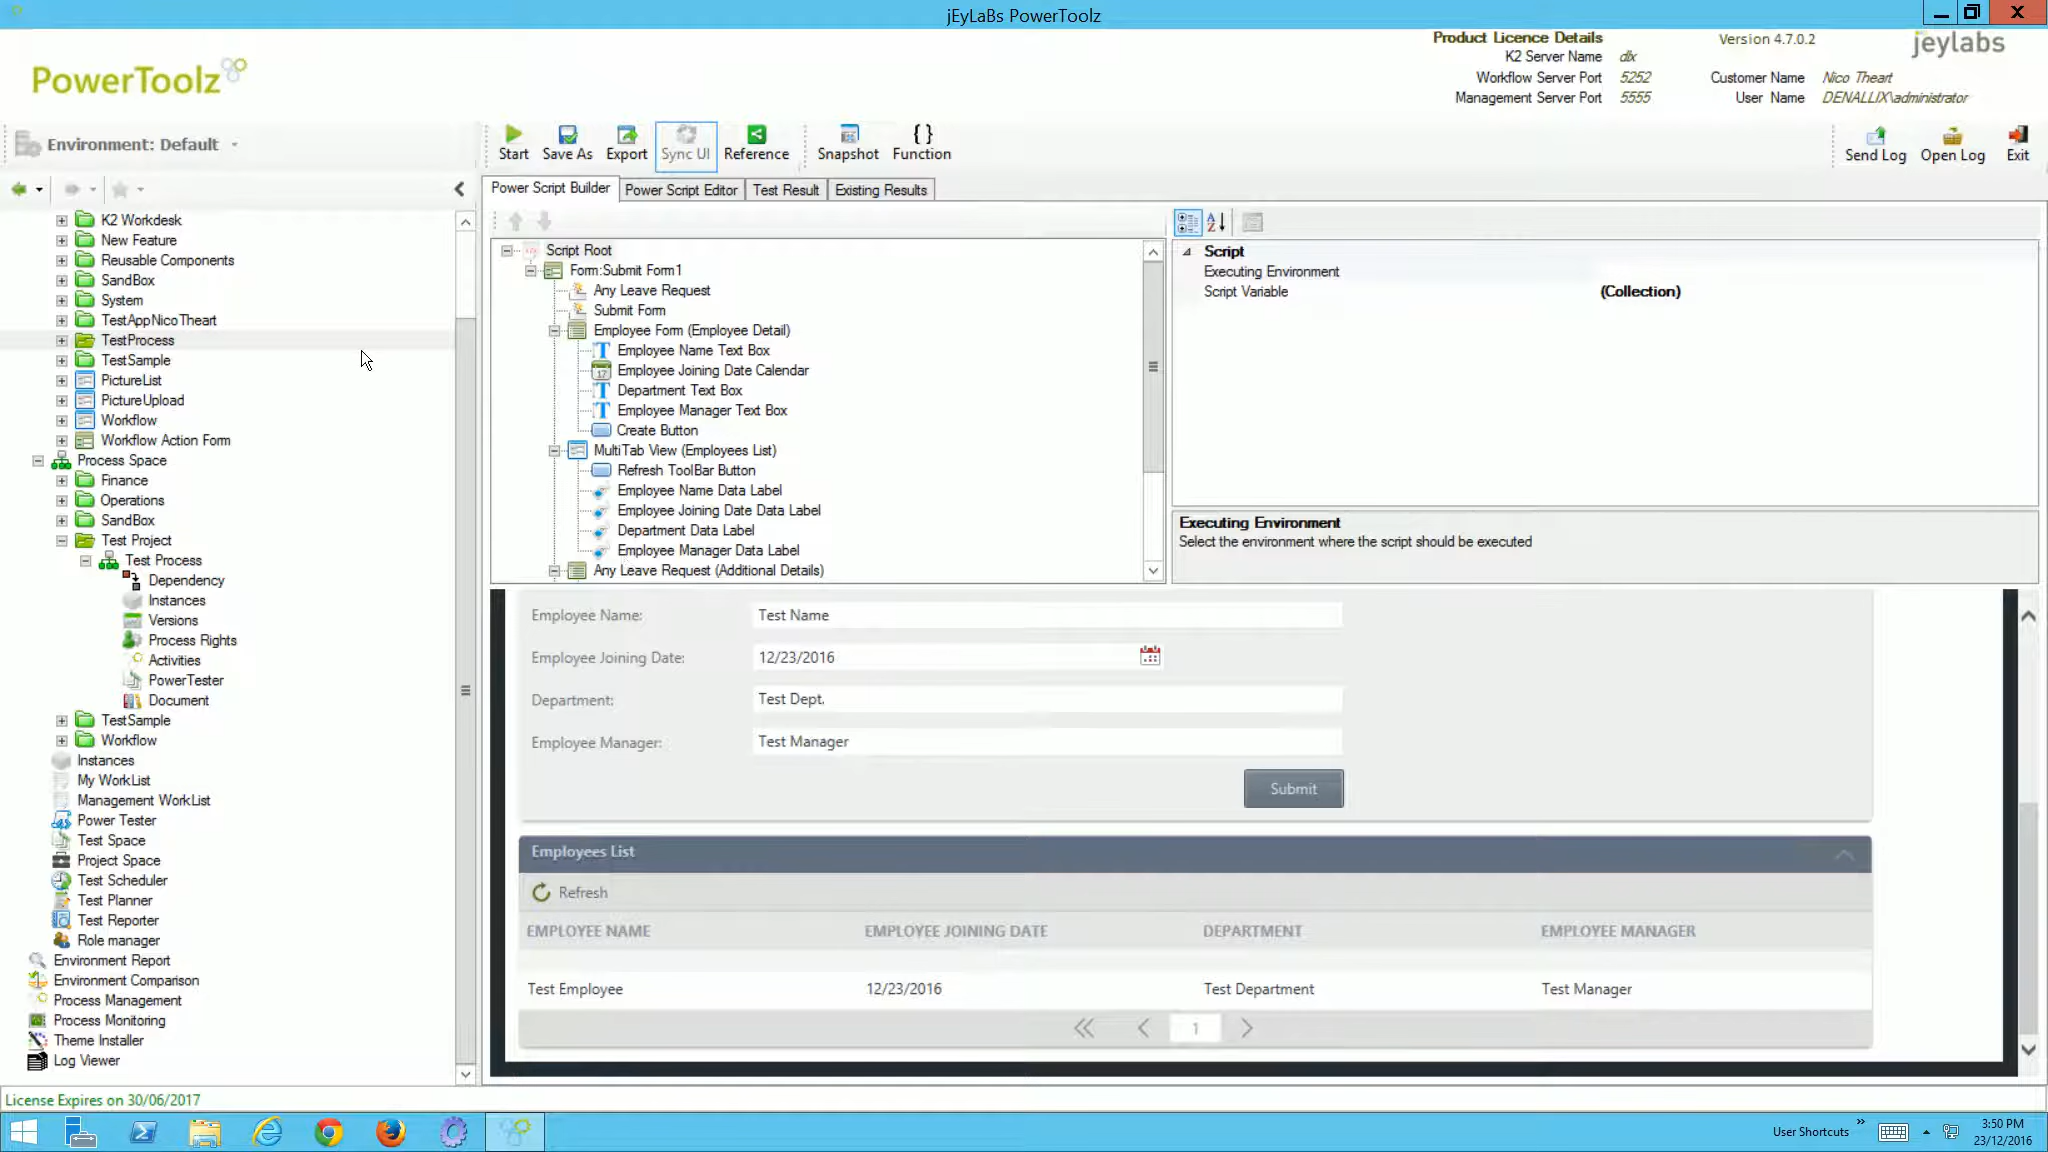 jEyLaBs PowerToolz
PowerToolz
Product Licence Details
K2 Server Name dlx
Workflow Server Port 5252
Management Server Port 5555
Version 4.7.0.2
Customer Name Nico Theart
User Name DENALLIX\administrator
jeylabs
Environment: Default
Start
Save As
Export
Sync UI
Reference
Snapshot
{ }
Function
Send Log
Open Log
Exit
Power Script Builder
Power Script Editor
Test Result
Existing Results
K2 Workdesk
New Feature
Reusable Components
SandBox
System
TestAppNicoTheart
TestProcess
TestSample
PictureList
PictureUpload
Workflow
Workflow Action Form
Process Space
Finance
Operations
SandBox
Test Project
Test Process
Dependency
Instances
Versions
Process Rights
Activities
PowerTester
Document
TestSample
Workflow
Instances
My WorkList
Management WorkList
Power Tester
Test Space
Project Space
Test Scheduler
Test Planner
Test Reporter
Role manager
Environment Report
Environment Comparison
Process Management
Process Monitoring
Theme Installer
Log Viewer
Script Root
Form:Submit Form1
Any Leave Request
Submit Form
Employee Form (Employee Detail)
Employee Name Text Box
Employee Joining Date Calendar
Department Text Box
Employee Manager Text Box
Create Button
MultiTab View (Employees List)
Refresh ToolBar Button
Employee Name Data Label
Employee Joining Date Data Label
Department Data Label
Employee Manager Data Label
Any Leave Request (Additional Details)
Script
Executing Environment
Script Variable (Collection)
Executing Environment
Select the environment where the script should be executed
Employee Name: Test Name
Employee Joining Date: 12/23/2016
Department: Test Dept.
Employee Manager: Test Manager
Submit
Employees List
Refresh
EMPLOYEE NAME EMPLOYEE JOINING DATE DEPARTMENT EMPLOYEE MANAGER
Test Employee 12/23/2016 Test Department Test Manager
1
License Expires on 30/06/2017
User Shortcuts
3:50 PM
23/12/2016